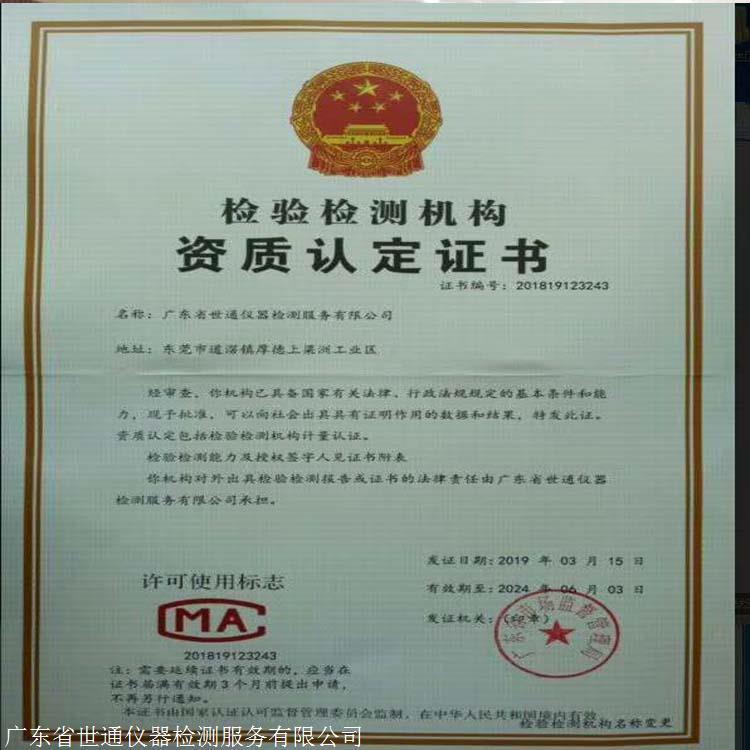 检验检测机构
资质认定证书
证书编号：201819123243
名称：广东省世通仪器检测服务有限公司
地址：东莞市道滘镇厚德上梁洲工业区
经审查，你机构已具备国家有关法律、行政法规规定的基本条件和能
力，现予批准，可以向社会出具具有证明作用的数据和结果，特发此证。
资质认定包括检验检测机构计量认证。
检验检测能力及授权签字人见证书附表
你机构对外出具检验检测报告或证书的法律责任由广东省世通仪器
检测服务有限公司承担。
许可使用标志
MA
201819123243
注：需要延续证书有效期的，应当在
证书届满有效期3个月前提出申请，
不再另行通知。
发证日期：2019 年 03 月 15 日
有效期至：2024 年 06 月 03 日
发证机关：（印章）
广东省市场监督管理局
检验检测机构名称变更
本证书由国家认证认可监督管理委员会监制，在中华人民共和国境内有效
广东省世通仪器检测服务有限公司